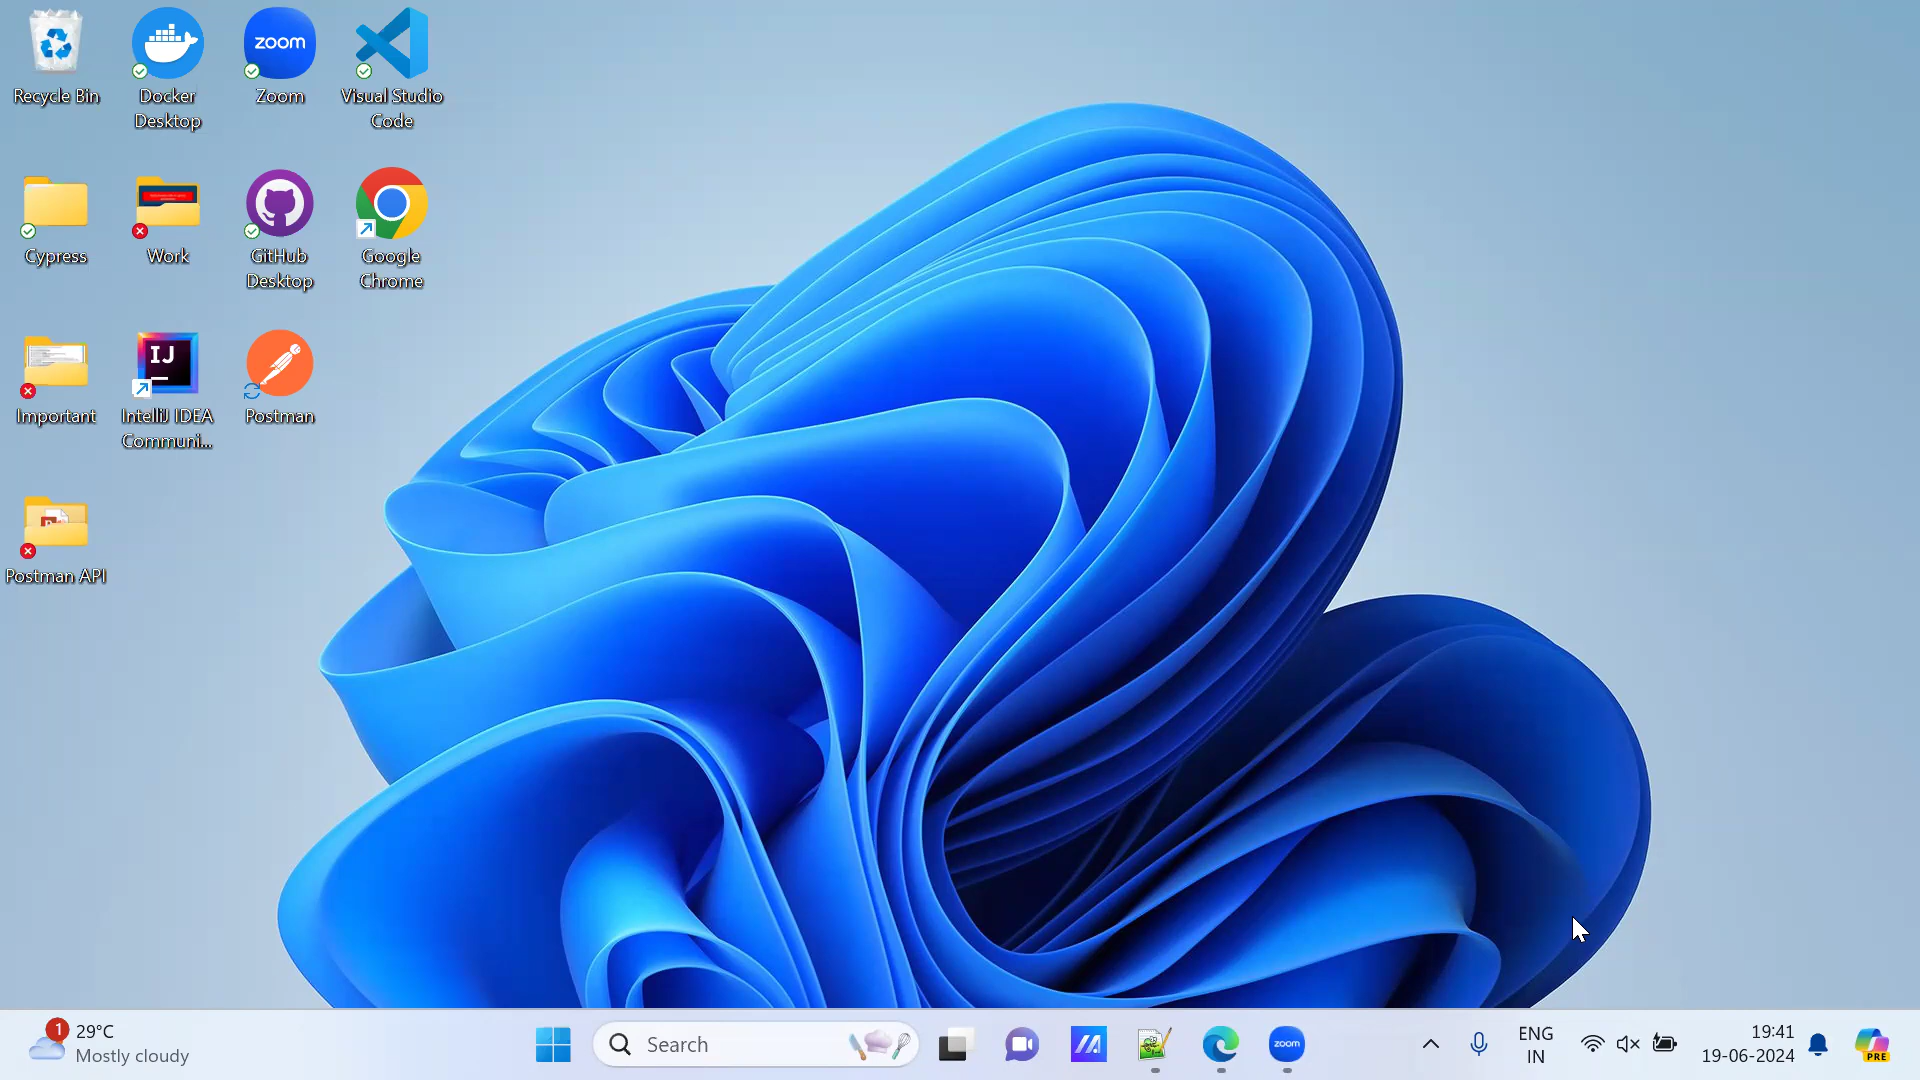 zoom
Recycle Bin
Docker
Desktop
Zoom
Visual Studio
Code
Cypress
Work
GitHub
Desktop
Google
Chrome
IJ
Important
IntelliJ IDEA
Communi...
Postman
Postman API
1
29°C
Mostly cloudy
Search
zoom
ENG
IN
19:41
19-06-2024
PRE